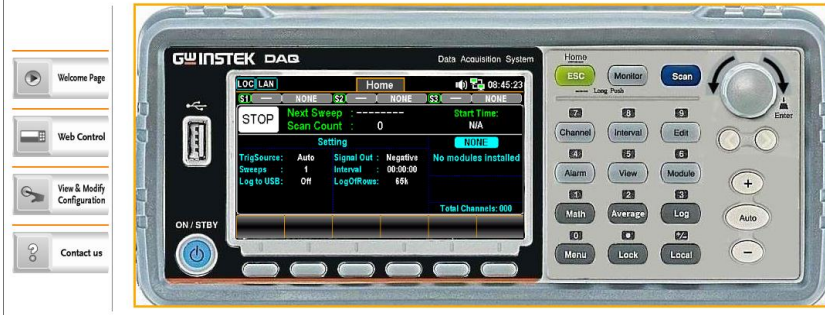 Welcome Page
Web Control
View & Modify
Configuration
Contact us
GWINSTEK DAQ
Data Acquisition System
LOC LAN Home 08:45:23
S1 — NONE S2 — NONE S3 — NONE
STOP
Next Sweep : --------
Scan Count : 0
Start Time:
N/A
Setting
TrigSource: Auto Signal Out : Negative
Sweeps : 1 Interval : 00:00:00
Log to USB: Off LogOfRows: 65k
NONE
No modules installed
Total Channels: 000
ON / STBY
Home
ESC Monitor Scan
Long Push
Enter
7 8 9
Channel Interval Edit
4 5 6
Alarm View Module
1 2 3
Math Average Log
0 +/-
Menu Lock Local
+
Auto
−